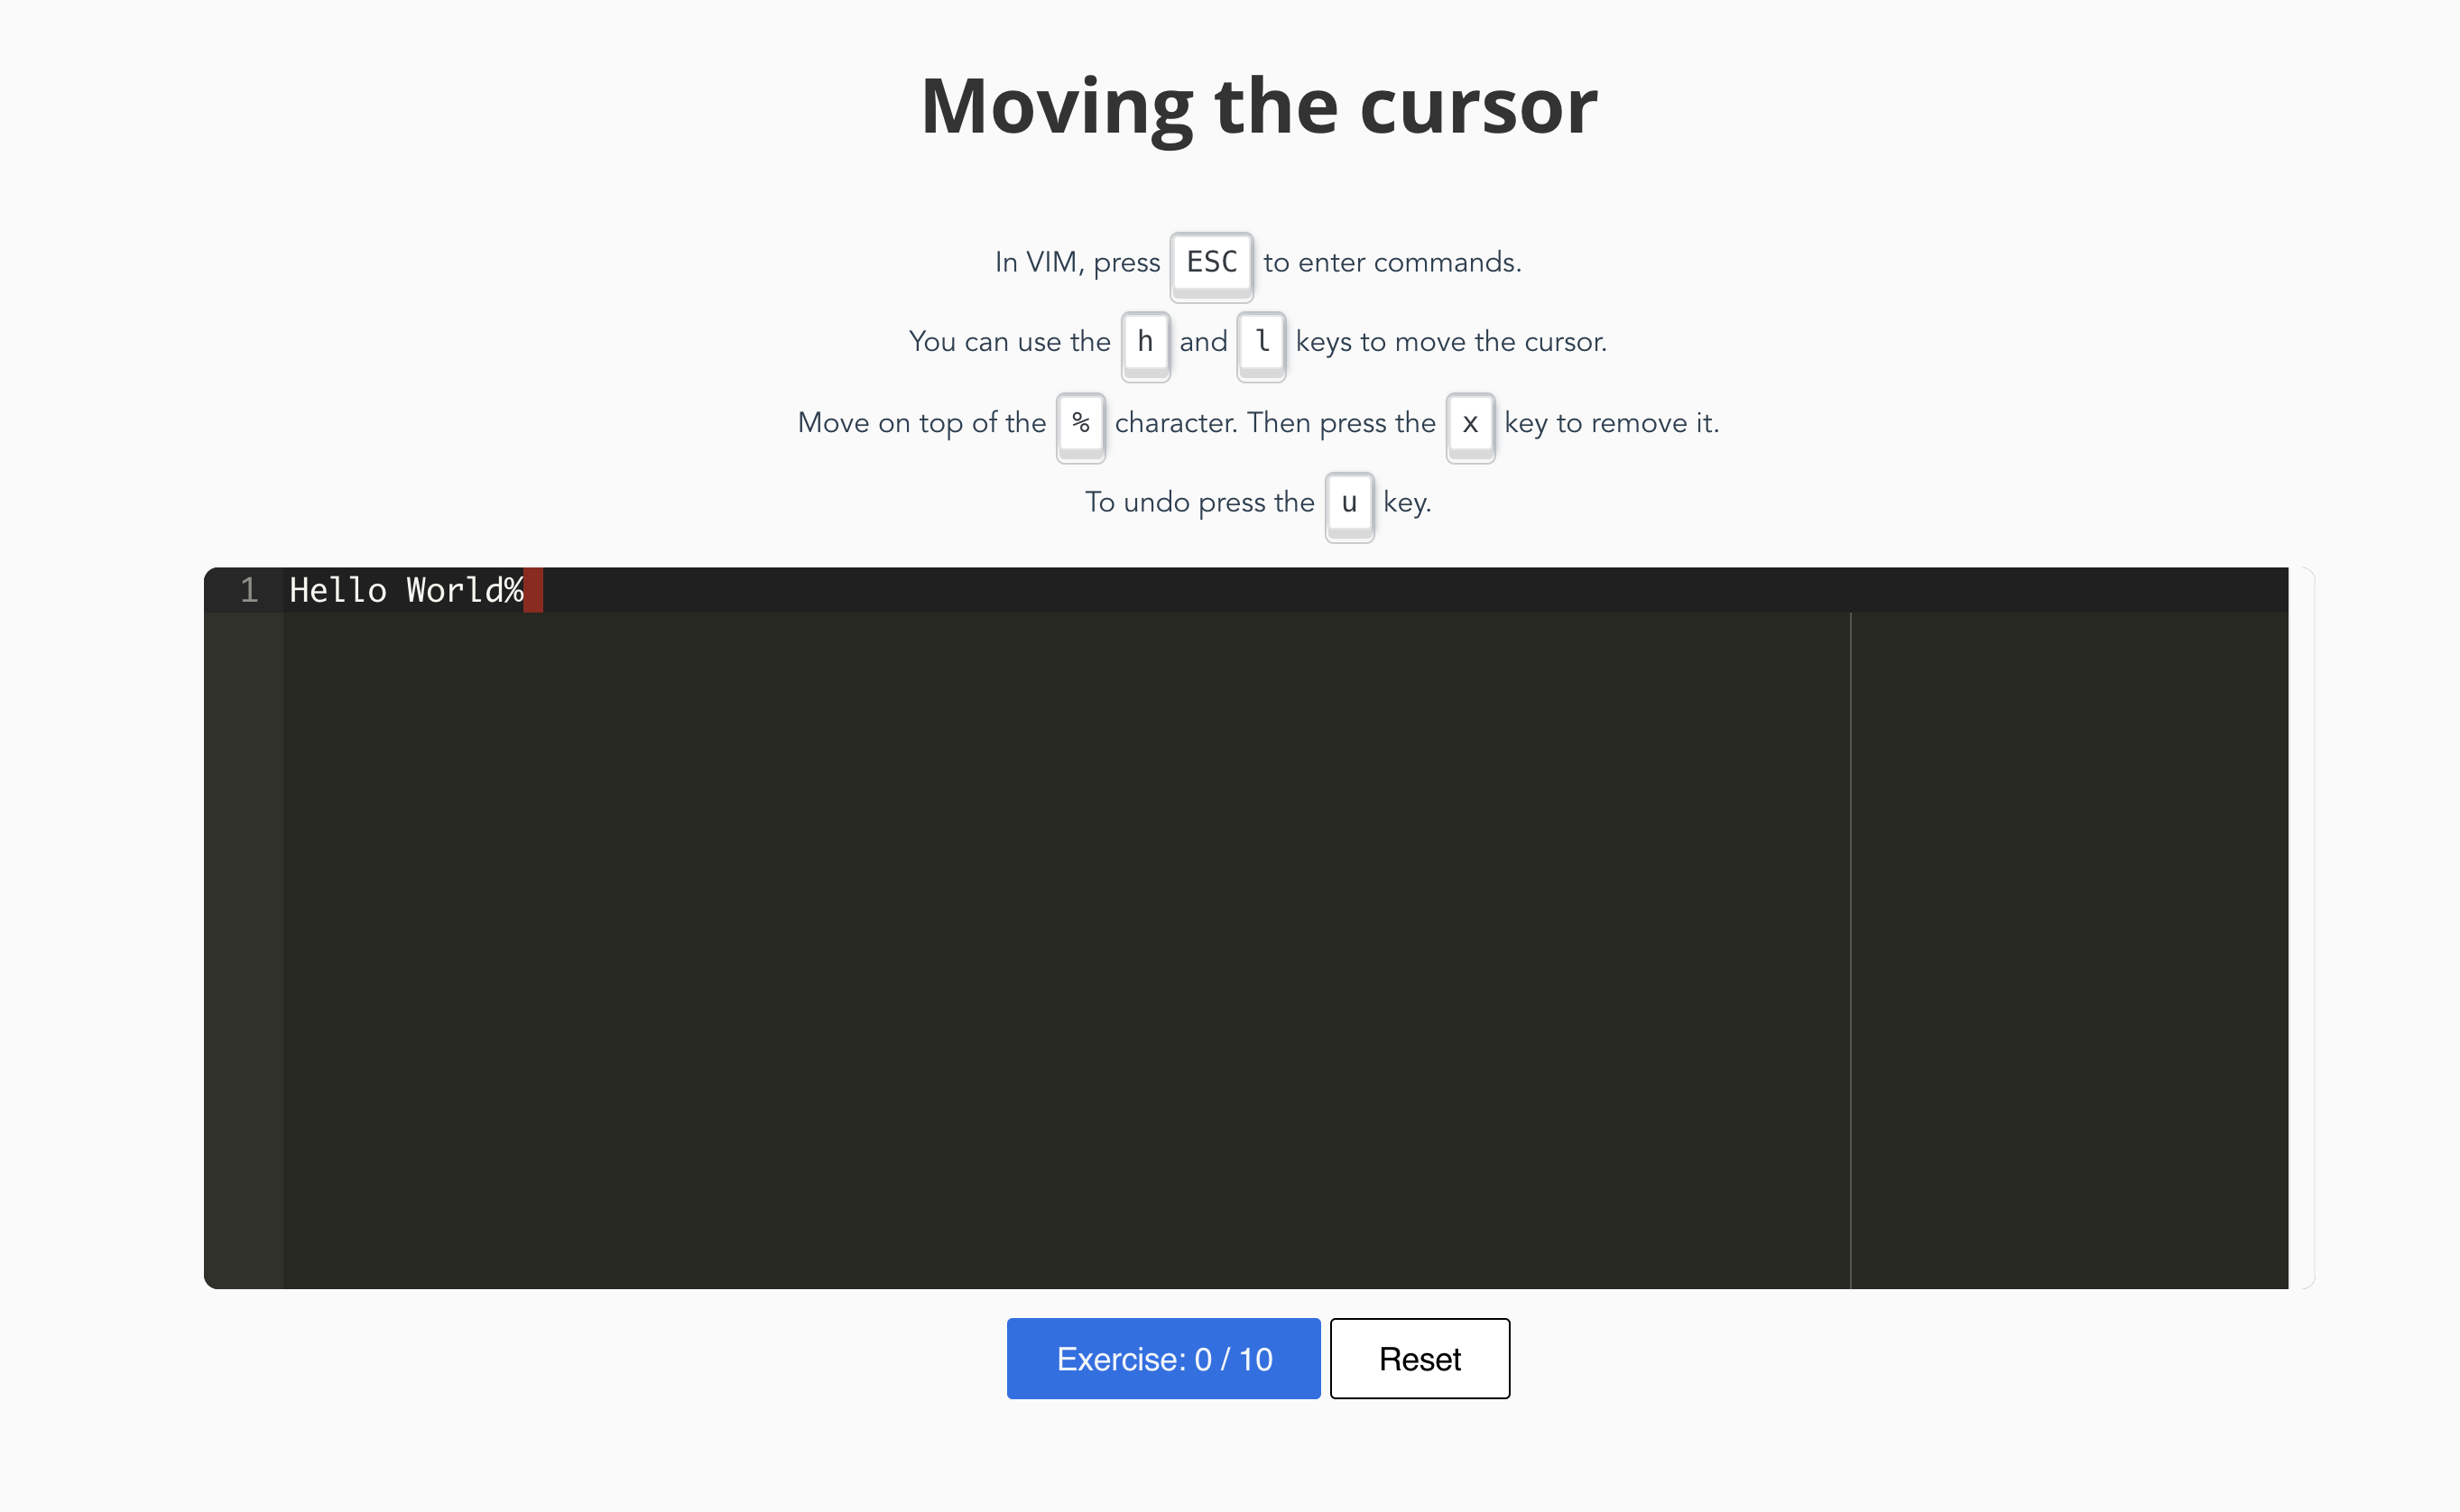 Moving the cursor
In VIM, press ESC to enter commands.
You can use the h and l keys to move the cursor.
Move on top of the % character. Then press the x key to remove it.
To undo press the u key.
1 Hello World%
Exercise: 0 / 10 Reset